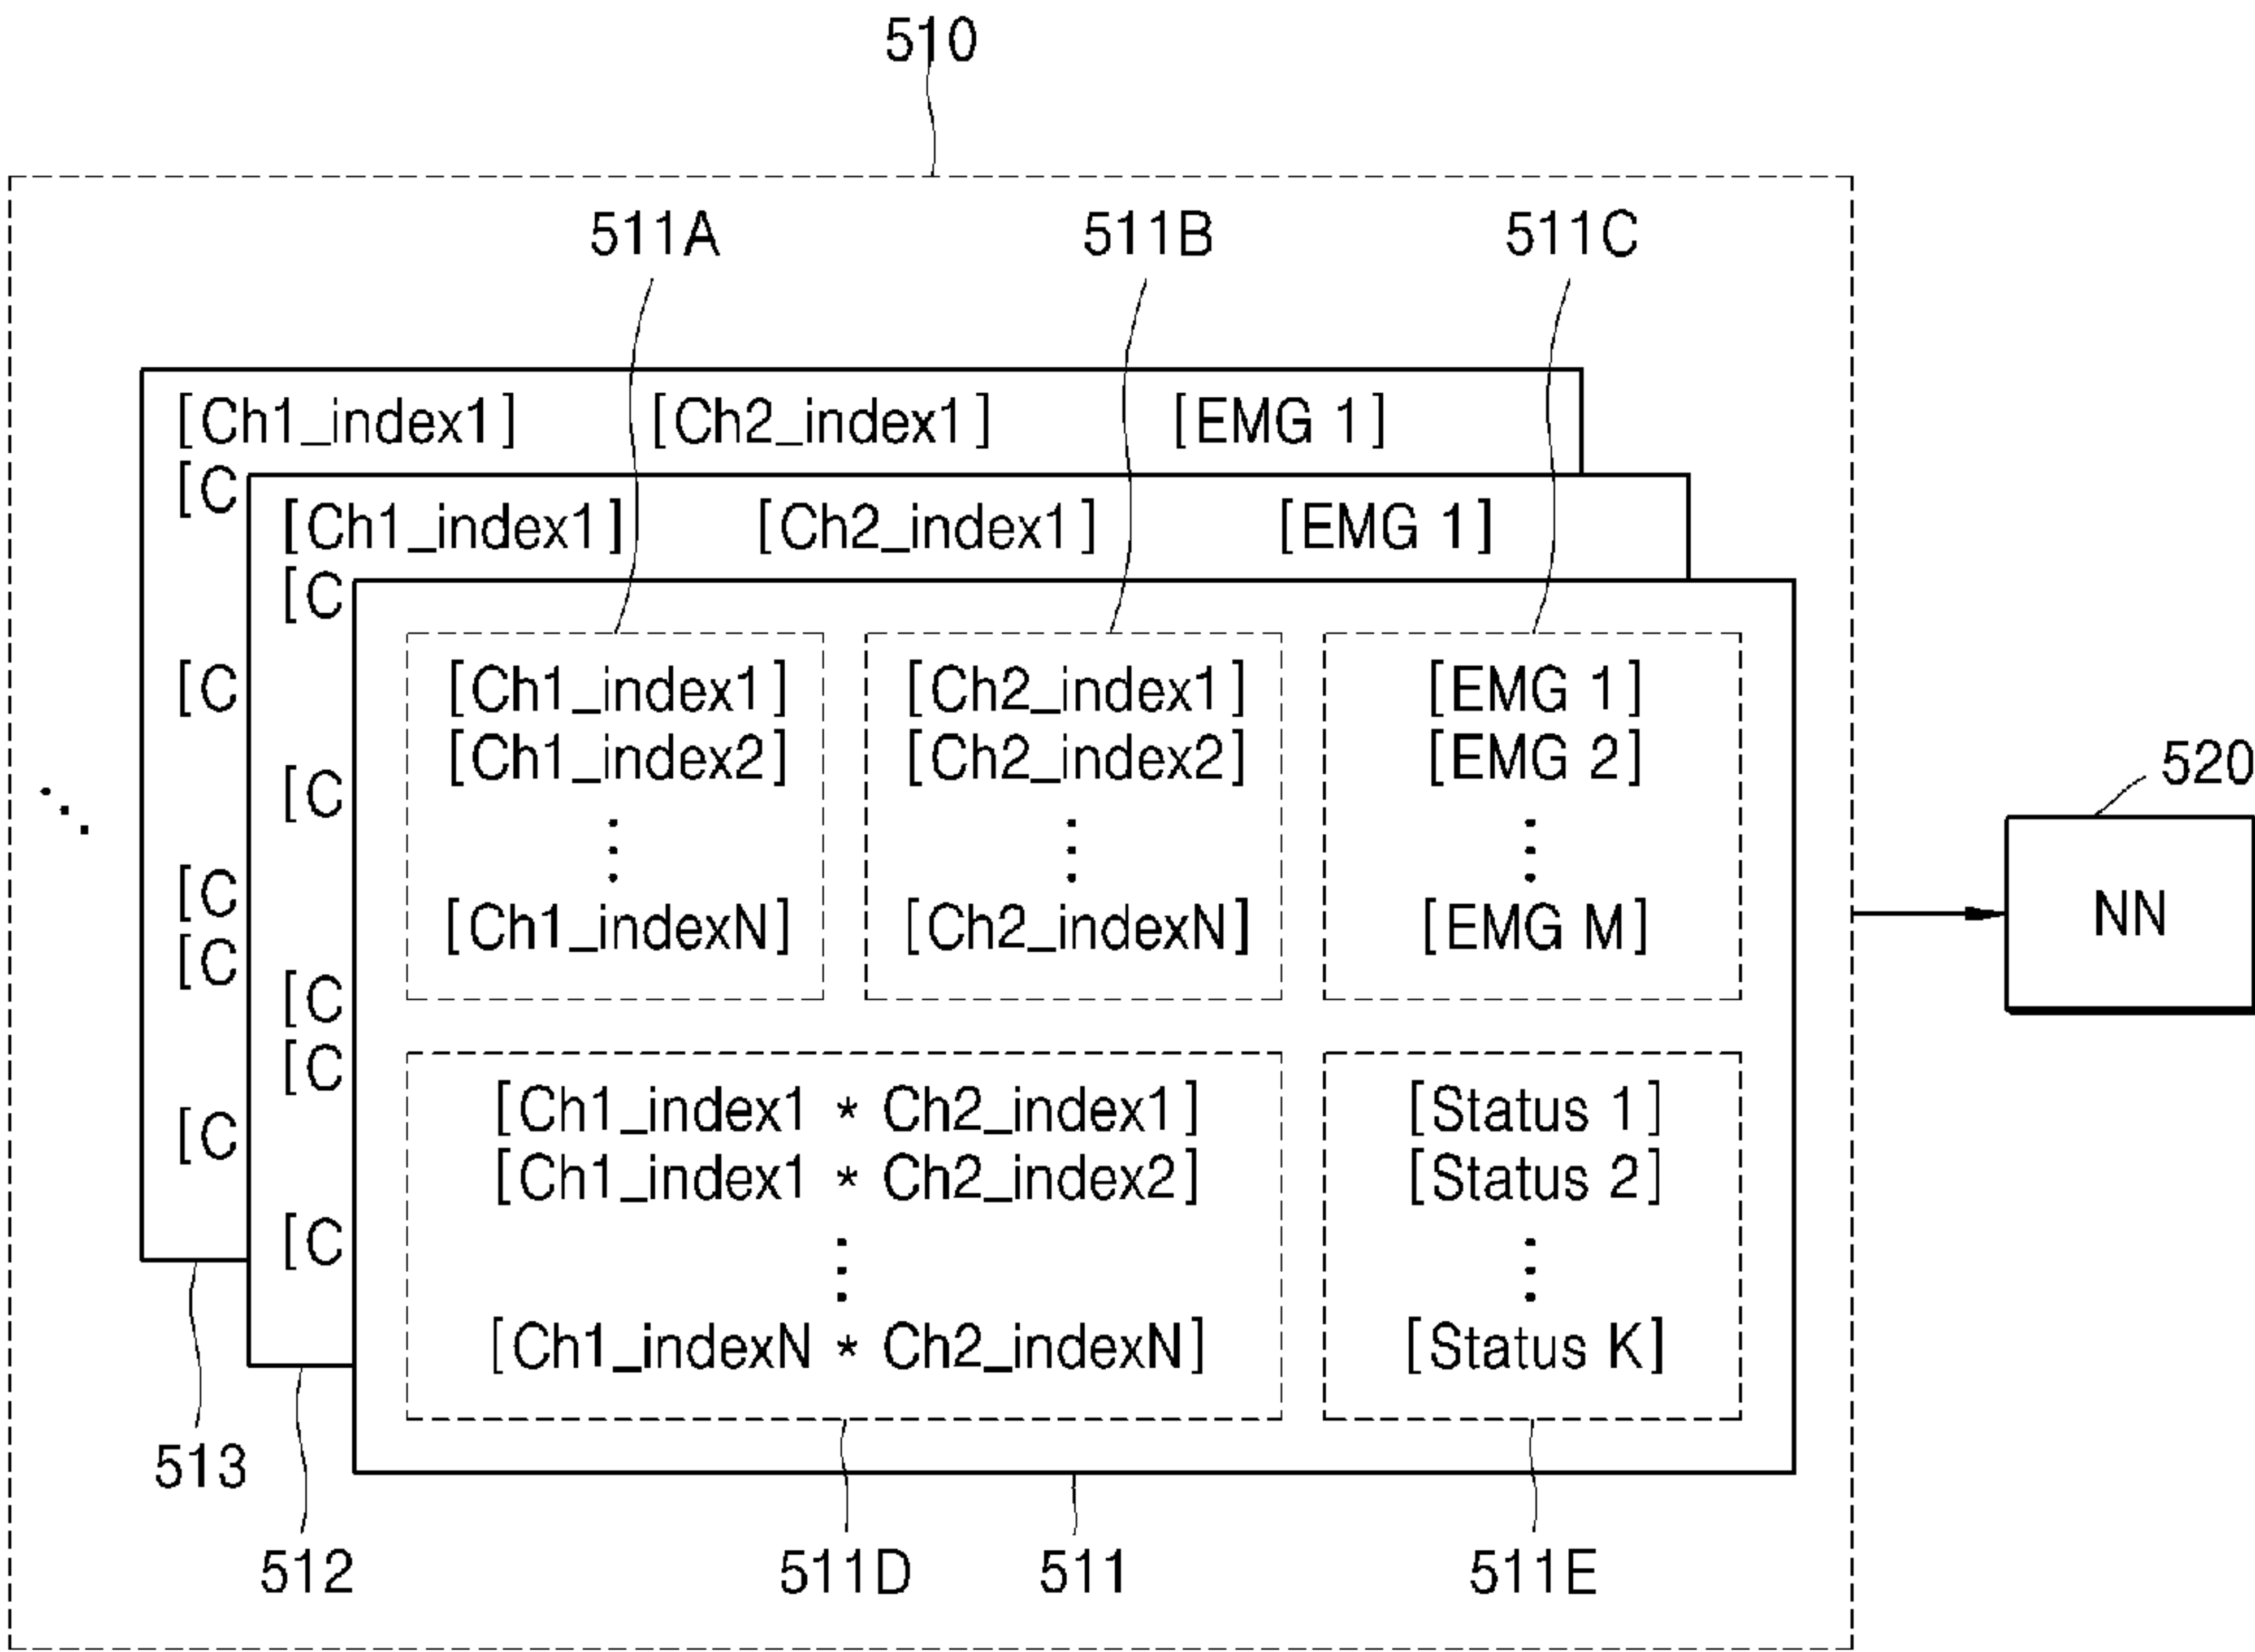 510
511A 511B 511C
[Ch1_index1] [Ch2_index1] [EMG 1]
[C
[Ch1_index1] [Ch2_index1] [EMG 1]
[C
[C
[C
[C
[C
[C
[C
[C
[C
[Ch1_index1] [Ch2_index1] [EMG 1]
[Ch1_index2] [Ch2_index2] [EMG 2]
[Ch1_indexN] [Ch2_indexN] [EMG M]
[Ch1_index1 * Ch2_index1] [Status 1]
[Ch1_index1 * Ch2_index2] [Status 2]
[Ch1_indexN * Ch2_indexN] [Status K]
520
NN
513
512 511D 511 511E